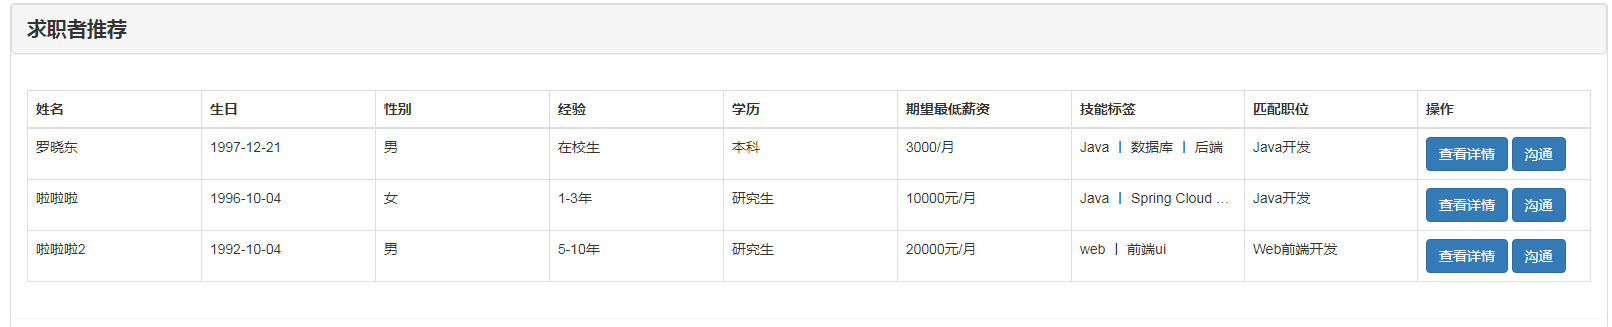 求职者推荐
姓名 生日 性别 经验 学历 期望最低薪资 技能标签 匹配职位 操作
罗晓东 1997-12-21 男 在校生 本科 3000/月 Java | 数据库 | 后端 Java开发 查看详情 沟通
啦啦啦 1996-10-04 女 1-3年 研究生 10000元/月 Java | Spring Cloud ... Java开发 查看详情 沟通
啦啦啦2 1992-10-04 男 5-10年 研究生 20000元/月 web | 前端ui Web前端开发 查看详情 沟通